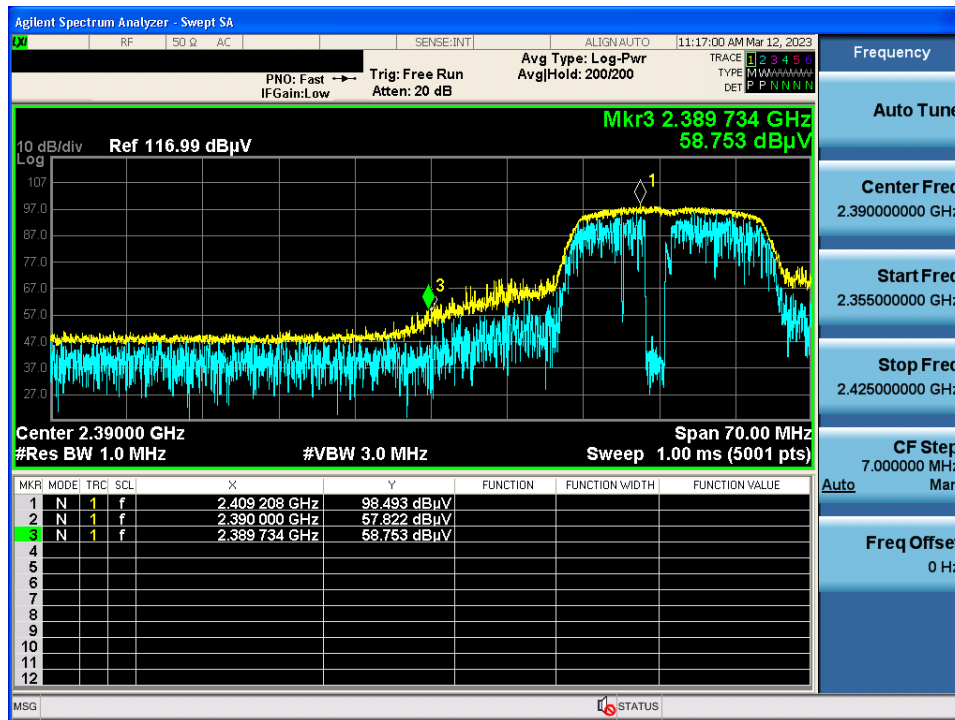 Agilent Spectrum Analyzer - Swept SA
LXI RF 50 Ω AC SENSE:INT ALIGN AUTO 11:17:00 AM Mar 12, 2023
Frequency
PNO: Fast Trig: Free Run Avg Type: Log-Pwr TRACE 1 2 3 4 5 6
IFGain:Low Atten: 20 dB Avg|Hold: 200/200 TYPE M W
DET P P N N N N
Auto Tune
Mkr3 2.389 734 GHz
58.753 dBµV
10 dB/div Ref 116.99 dBµV
Log
107
97.0
87.0
77.0
67.0
57.0
47.0
37.0
27.0
1
3
Center Freq
2.390000000 GHz
Start Freq
2.355000000 GHz
Stop Freq
2.425000000 GHz
Center 2.39000 GHz Span 70.00 MHz
#Res BW 1.0 MHz #VBW 3.0 MHz Sweep 1.00 ms (5001 pts)
CF Step
7.000000 MHz
Auto Man
MKR MODE TRC SCL X Y FUNCTION FUNCTION WIDTH FUNCTION VALUE
1 N 1 f 2.409 208 GHz 98.493 dBµV
2 N 1 f 2.390 000 GHz 57.822 dBµV
3 N 1 f 2.389 734 GHz 58.753 dBµV
4
5
6
7
8
9
10
11
12
Freq Offset
0 Hz
MSG STATUS